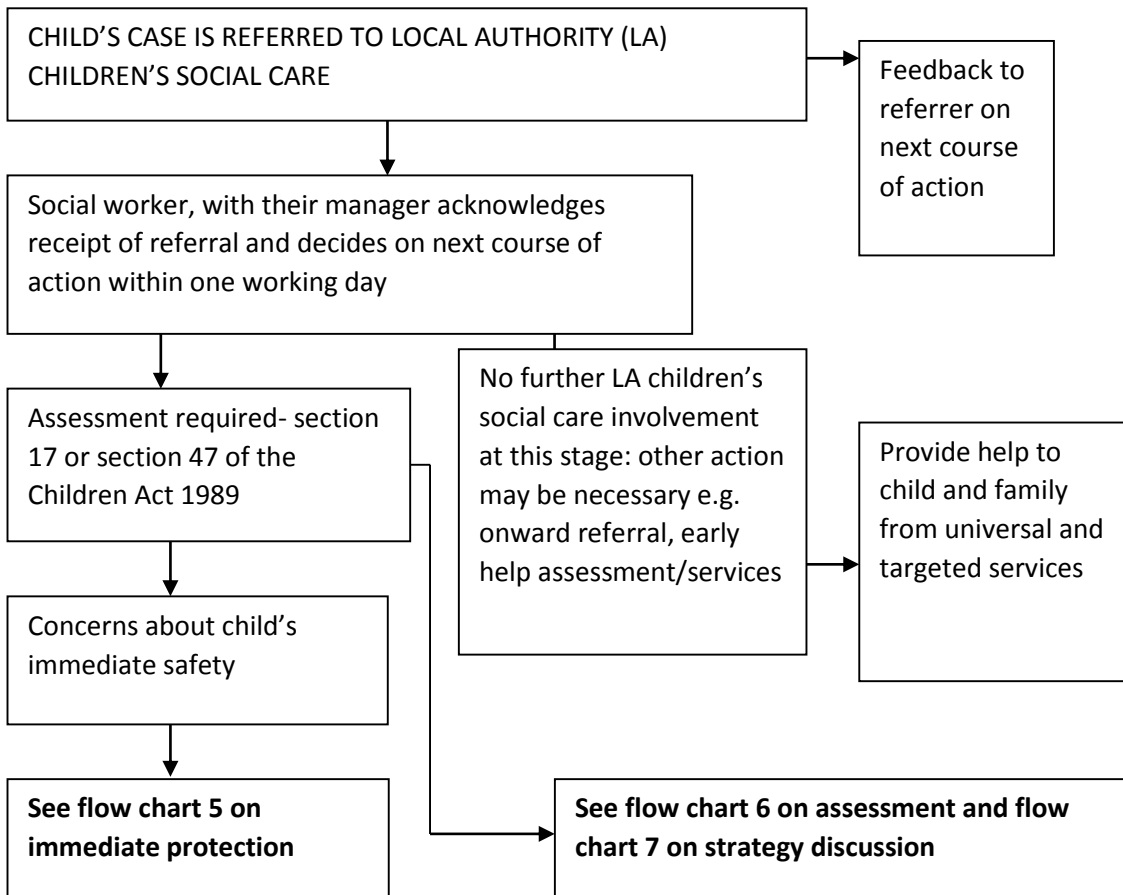 CHILD’S CASE IS REFERRED TO LOCAL AUTHORITY (LA)
CHILDREN’S SOCIAL CARE
Feedback to
referrer on
next course
of action
Social worker, with their manager acknowledges
receipt of referral and decides on next course of
action within one working day
Assessment required- section
17 or section 47 of the
Children Act 1989
No further LA children’s
social care involvement
at this stage: other action
may be necessary e.g.
onward referral, early
help assessment/services
Provide help to
child and family
from universal and
targeted services
Concerns about child’s
immediate safety
See flow chart 5 on
immediate protection
See flow chart 6 on assessment and flow
chart 7 on strategy discussion